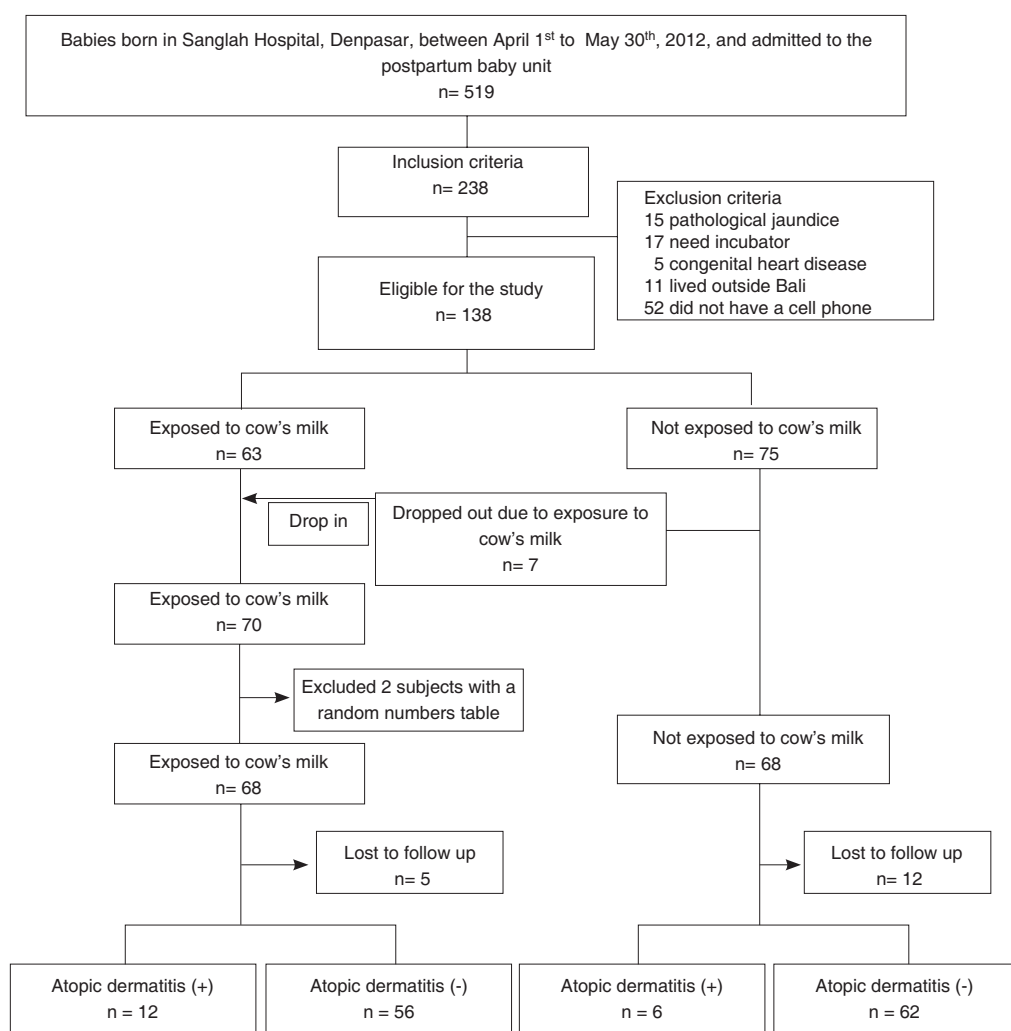 Babies born in Sanglah Hospital, Denpasar, between April 1st to May 30th, 2012, and admitted to the
postpartum baby unit
n= 519
Inclusion criteria
n= 238
Exclusion criteria
15 pathological jaundice
17 need incubator
5 congenital heart disease
11 lived outside Bali
52 did not have a cell phone
Eligible for the study
n= 138
Exposed to cow's milk
n= 63
Not exposed to cow's milk
n= 75
Drop in
Dropped out due to exposure to
cow's milk
n= 7
Exposed to cow's milk
n= 70
Excluded 2 subjects with a
random numbers table
Exposed to cow's milk
n= 68
Not exposed to cow's milk
n= 68
Lost to follow up
n= 5
Lost to follow up
n= 12
Atopic dermatitis (+)
n = 12
Atopic dermatitis (-)
n = 56
Atopic dermatitis (+)
n = 6
Atopic dermatitis (-)
n = 62